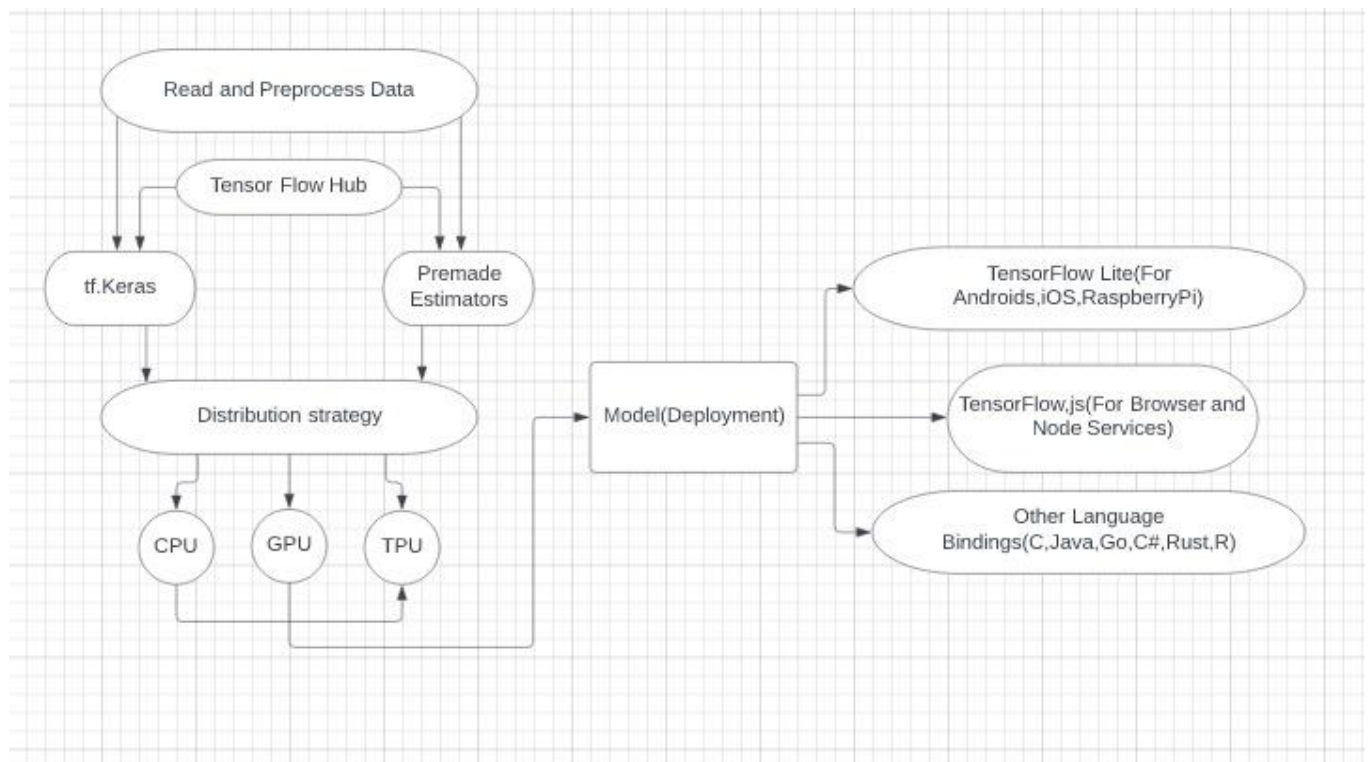 Read and Preprocess Data
Tensor Flow Hub
tf.Keras
Premade
Estimators
Distribution strategy
CPU
GPU
TPU
Model(Deployment)
TensorFlow Lite(For
Androids,iOS,RaspberryPi)
TensorFlow,js(For Browser and
Node Services)
Other Language
Bindings(C,Java,Go,C#,Rust,R)